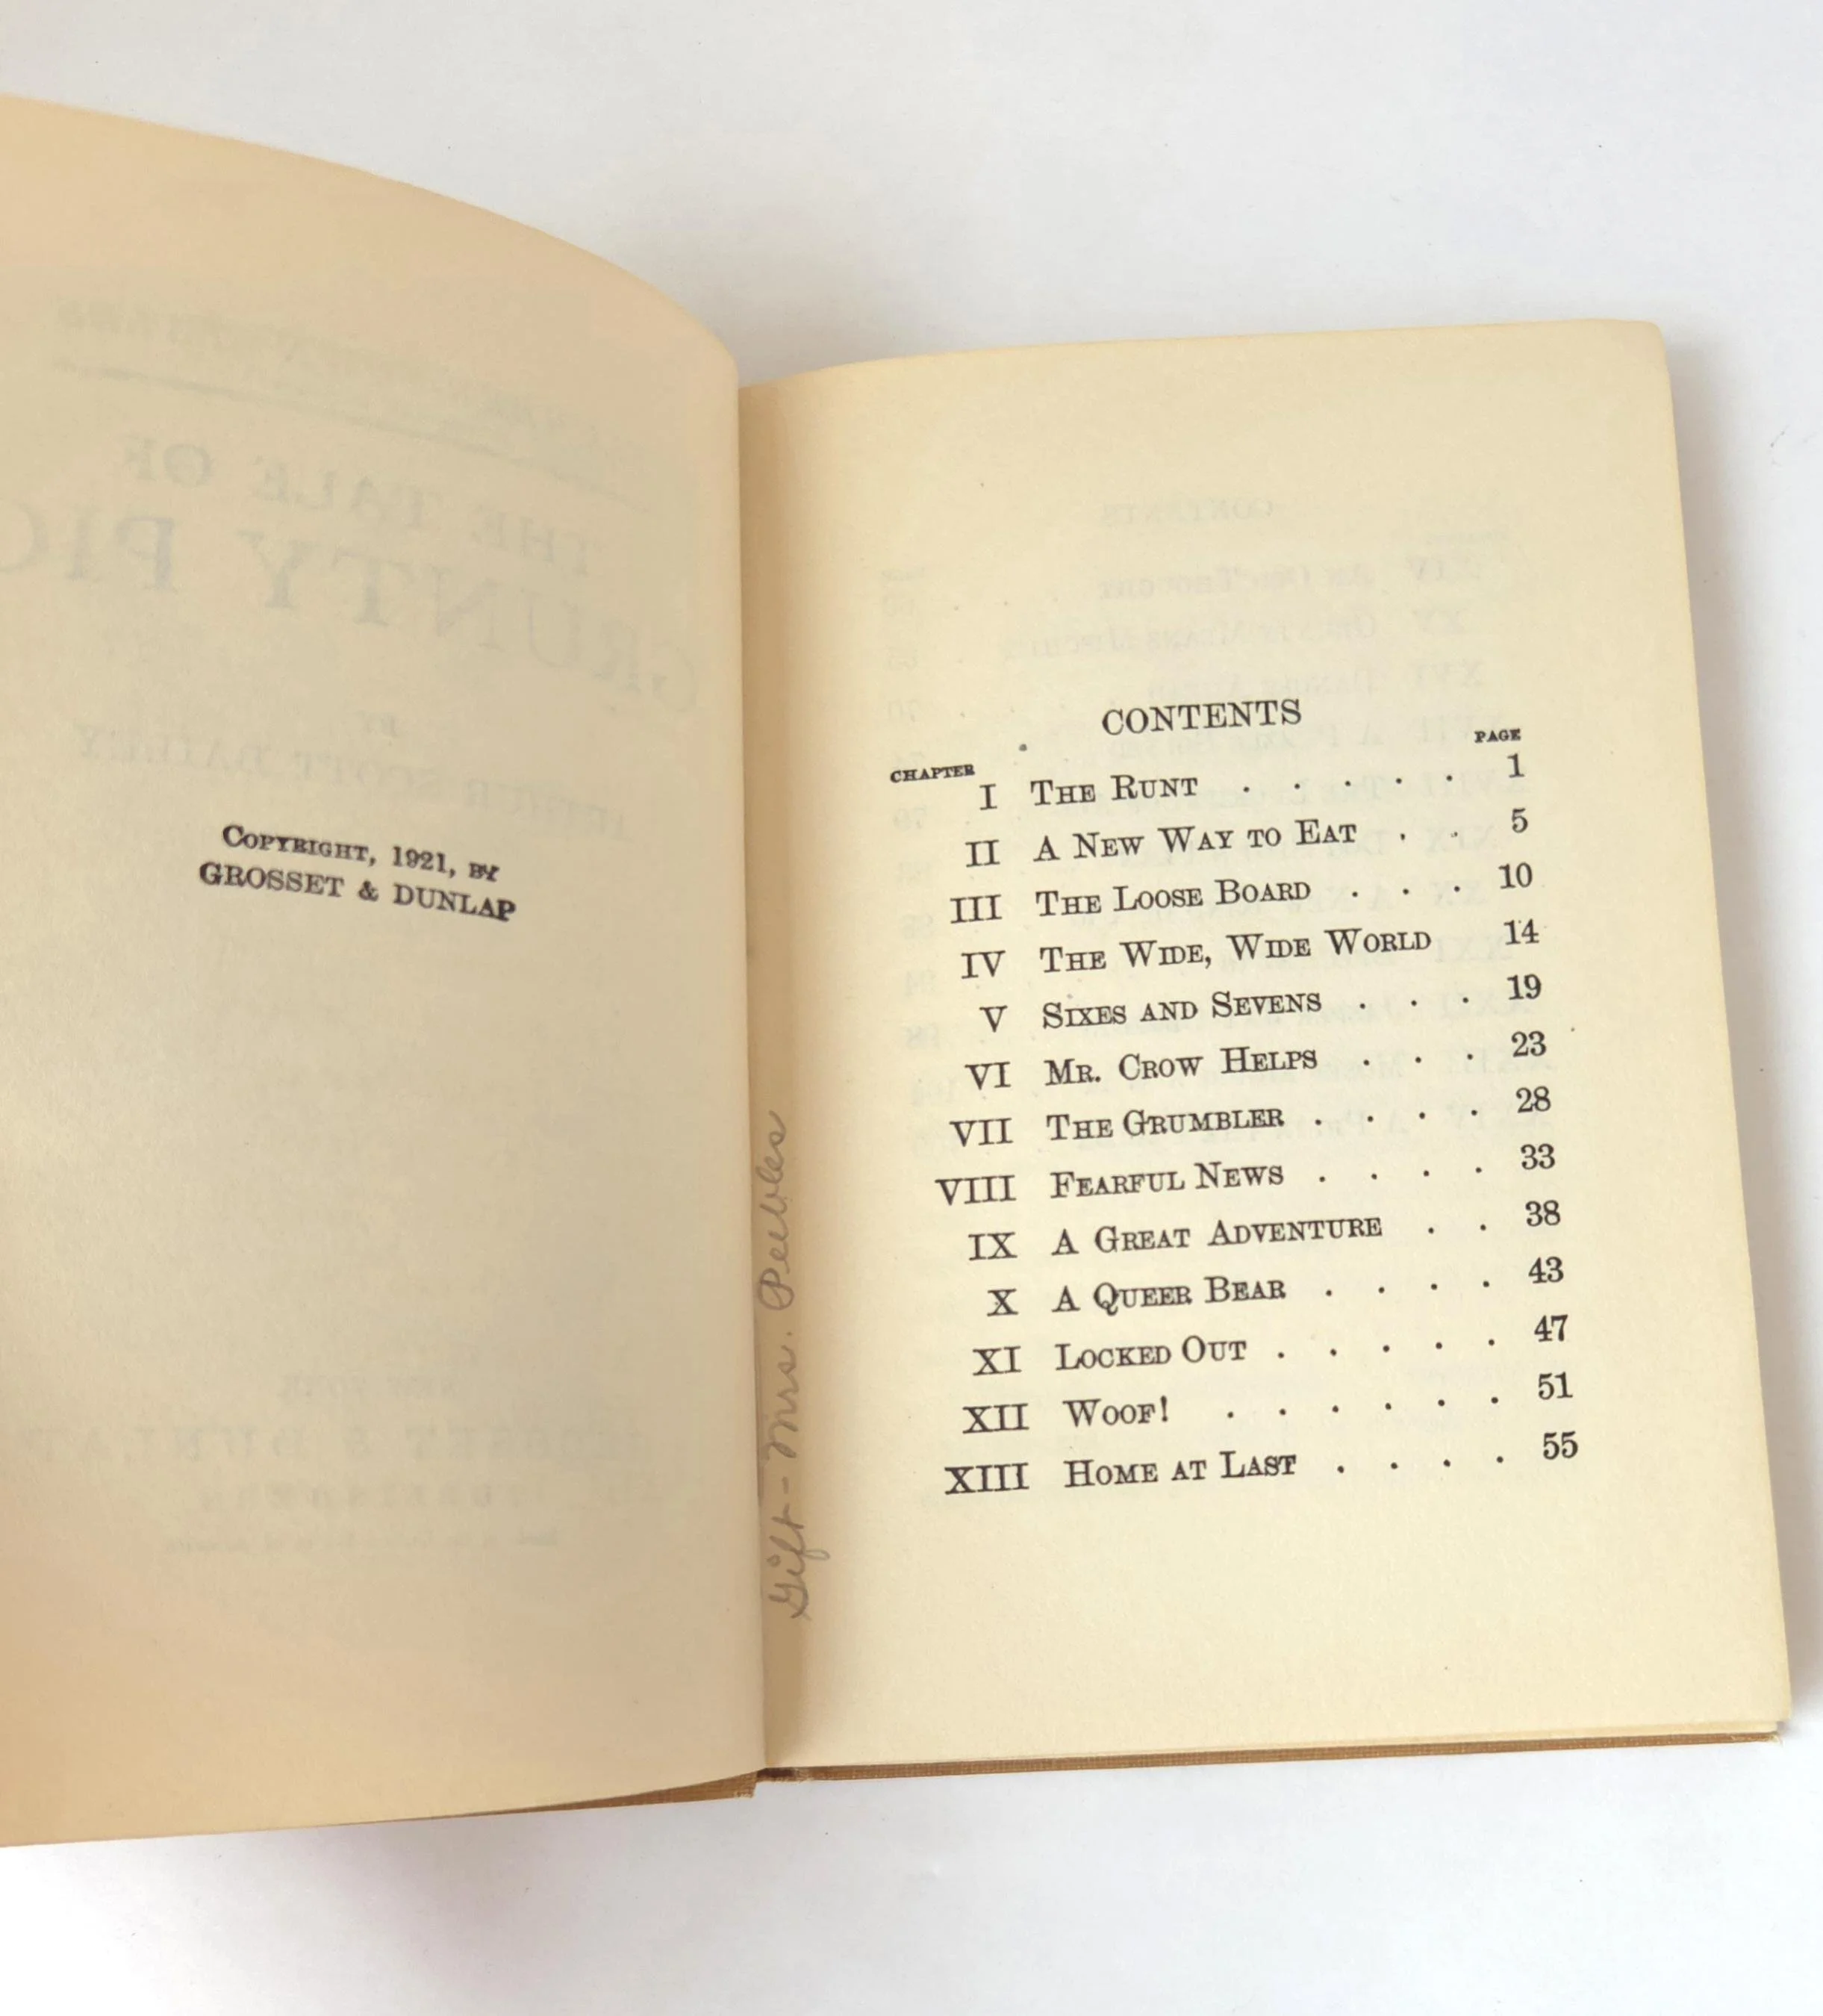 COPYRIGHT, 1921, BY
GROSSET & DUNLAP
Gift - Mrs. Peebles
CONTENTS
CHAPTER PAGE
I THE RUNT . . . . . 1
II A NEW WAY TO EAT . . 5
III THE LOOSE BOARD . . . 10
IV THE WIDE, WIDE WORLD 14
V SIXES AND SEVENS . . . 19
VI MR. CROW HELPS . . . 23
VII THE GRUMBLER . . . . 28
VIII FEARFUL NEWS . . . . 33
IX A GREAT ADVENTURE . . 38
X A QUEER BEAR . . . . 43
XI LOCKED OUT . . . . . 47
XII WOOF! . . . . . . 51
XIII HOME AT LAST . . . . 55